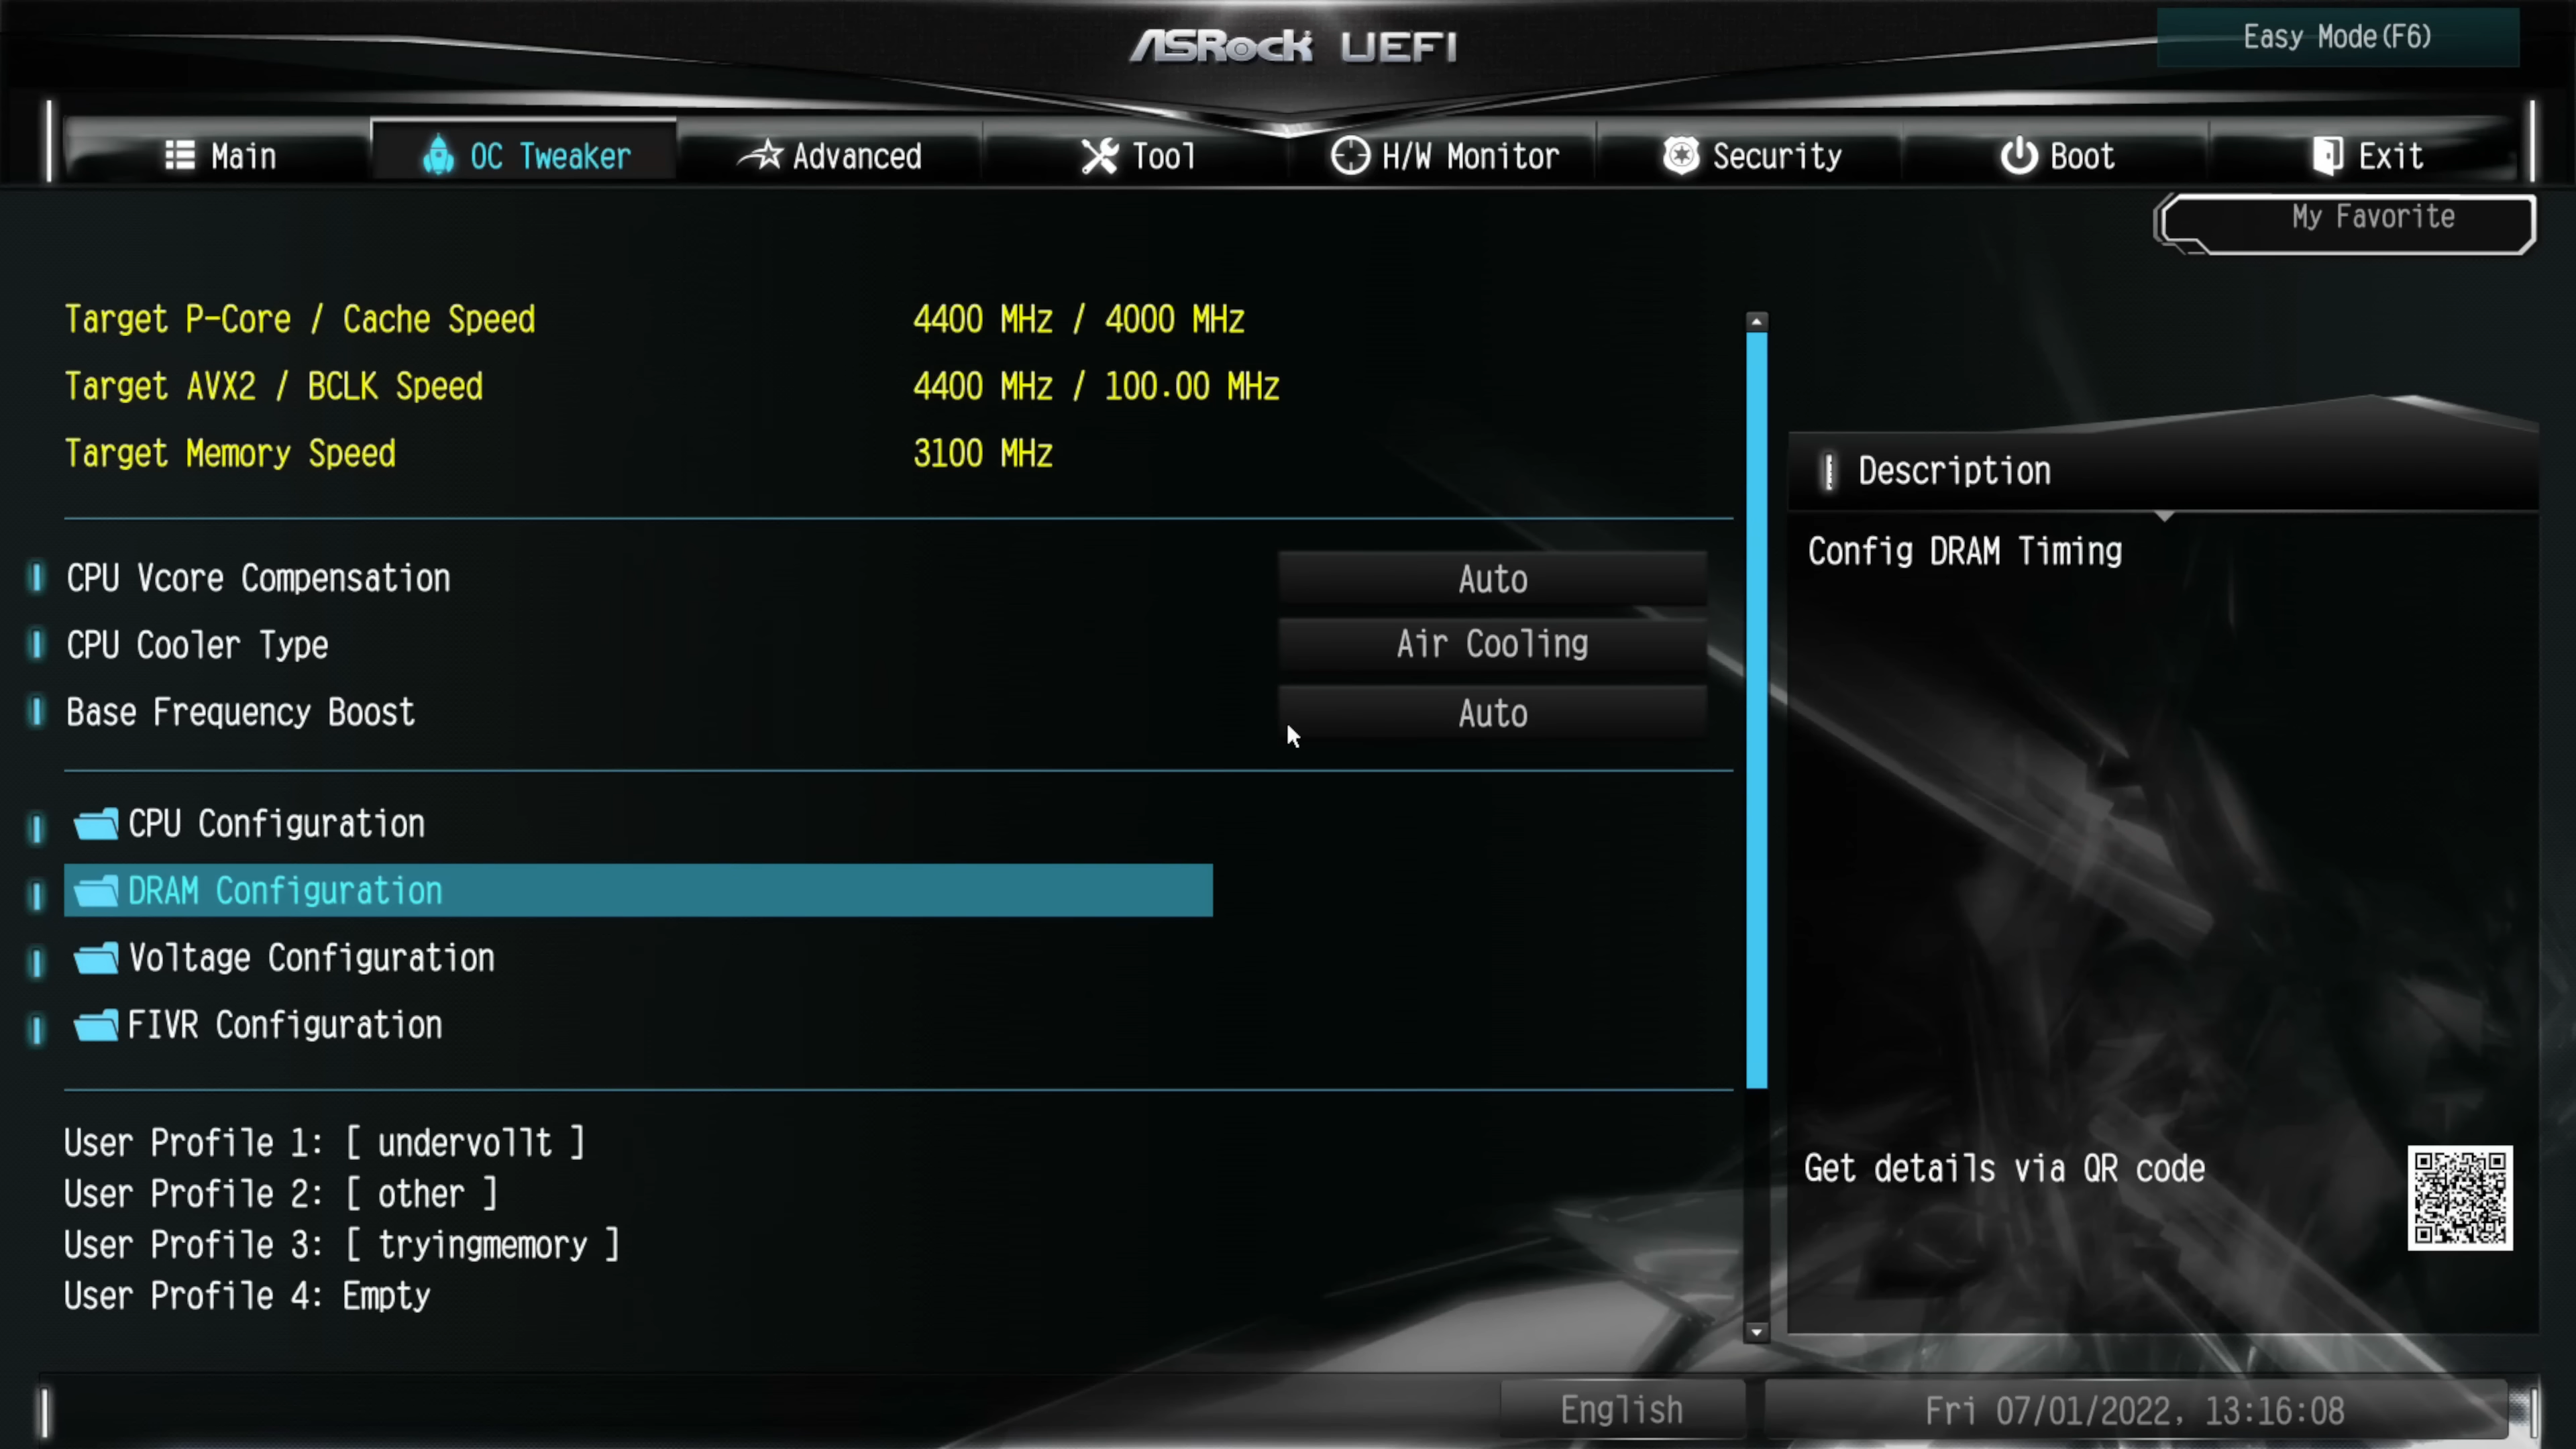 ASRock UEFI
Easy Mode(F6)
Main OC Tweaker Advanced Tool H/W Monitor Security Boot Exit
My Favorite
Target P-Core / Cache Speed 4400 MHz / 4000 MHz
Target AVX2 / BCLK Speed 4400 MHz / 100.00 MHz
Target Memory Speed 3100 MHz
Description
Config DRAM Timing
CPU Vcore Compensation Auto
CPU Cooler Type Air Cooling
Base Frequency Boost Auto
CPU Configuration
DRAM Configuration
Voltage Configuration
FIVR Configuration
User Profile 1: [ undervollt ]
User Profile 2: [ other ]
User Profile 3: [ tryingmemory ]
User Profile 4: Empty
Get details via QR code
English
Fri 07/01/2022, 13:16:08